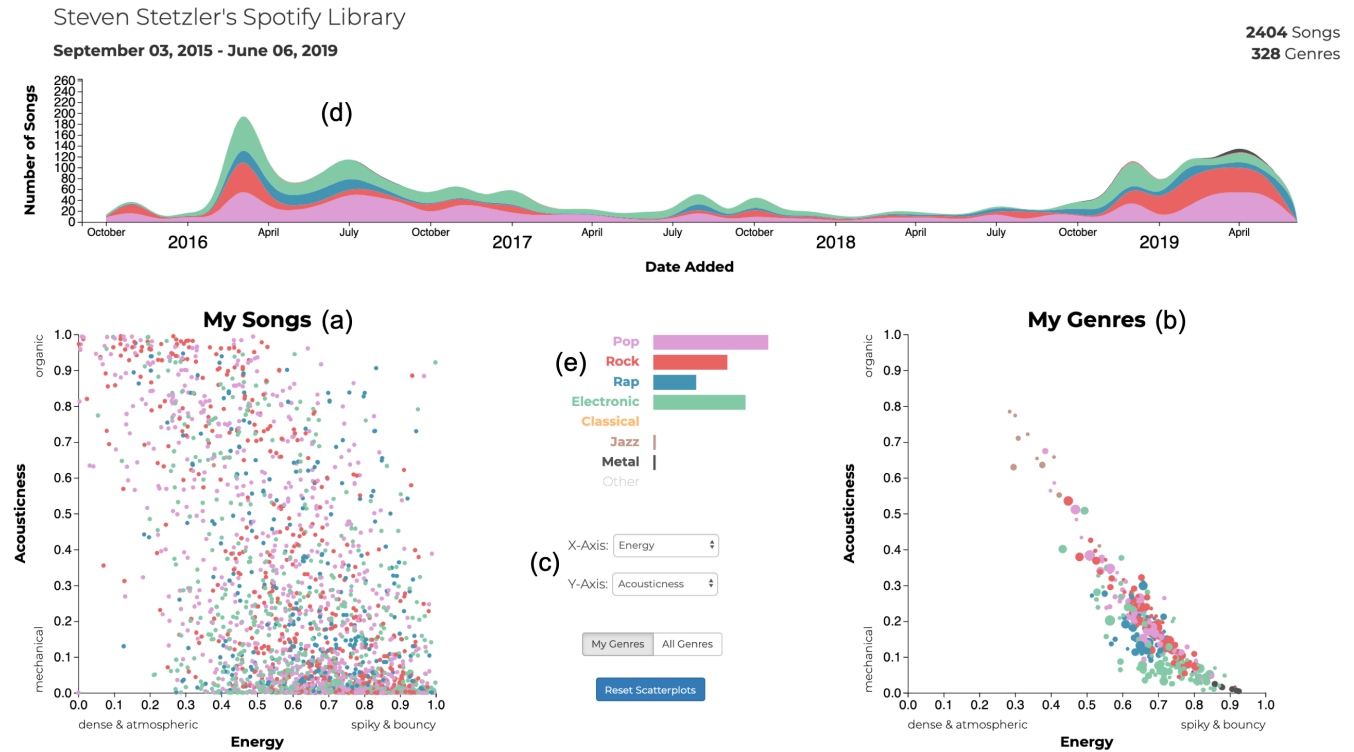 Steven Stetzler's Spotify Library
September 03, 2015 - June 06, 2019
2404 Songs
328 Genres
Number of Songs
260
240
220
200
180
160
140
120
100
80
60
40
20
0
(d)
October
2016
April
July
October
2017
April
July
October
2018
April
July
October
2019
April
Date Added
My Songs (a)
Acousticness
organic
mechanical
1.0
0.9
0.8
0.7
0.6
0.5
0.4
0.3
0.2
0.1
0.0
0.0 0.1 0.2 0.3 0.4 0.5 0.6 0.7 0.8 0.9 1.0
dense & atmospheric
spiky & bouncy
Energy
(e)
Pop
Rock
Rap
Electronic
Classical
Jazz
Metal
Other
(c)
X-Axis: Energy
Y-Axis: Acousticness
My Genres All Genres
Reset Scatterplots
My Genres (b)
Acousticness
organic
mechanical
1.0
0.9
0.8
0.7
0.6
0.5
0.4
0.3
0.2
0.1
0.0
0.0 0.1 0.2 0.3 0.4 0.5 0.6 0.7 0.8 0.9 1.0
dense & atmospheric
spiky & bouncy
Energy